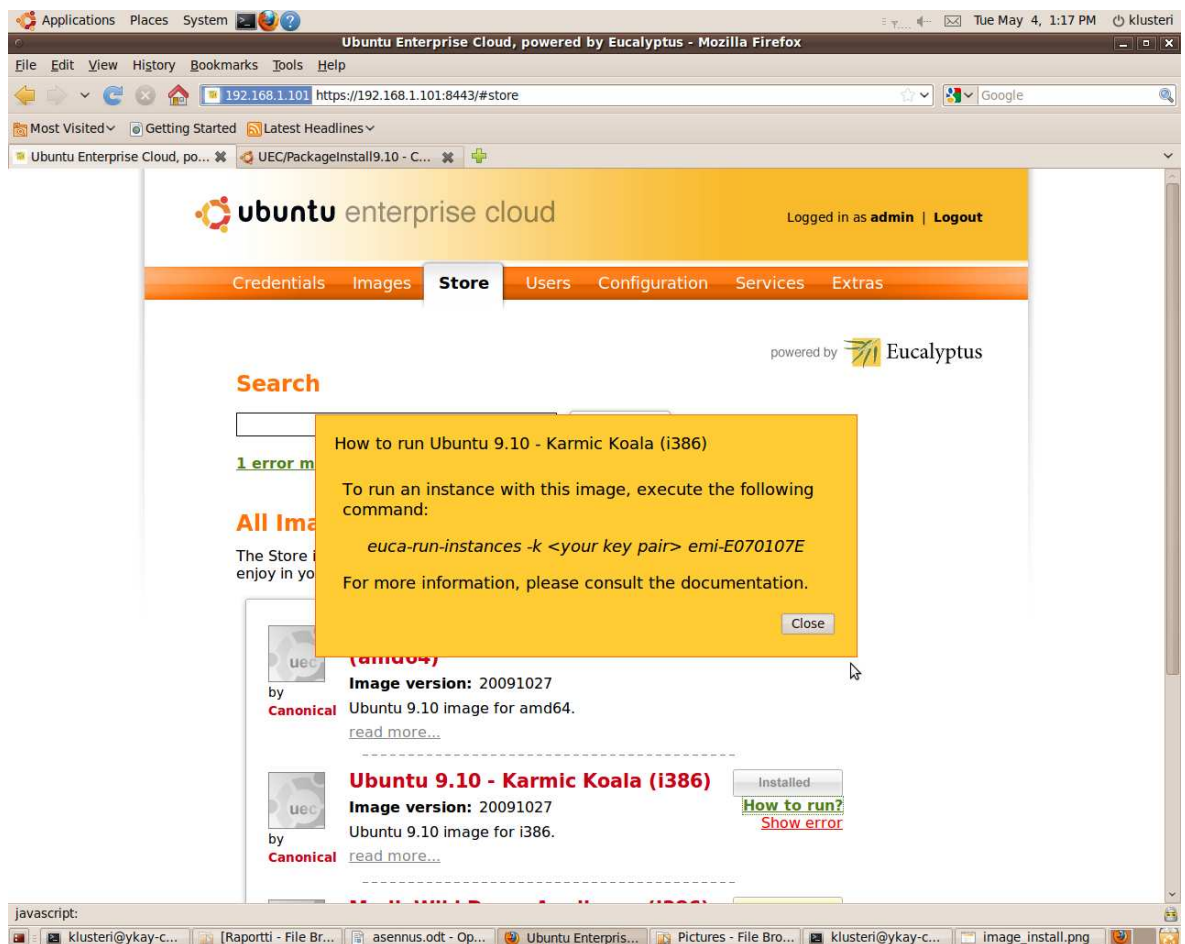 Applications Places System
Tue May 4, 1:17 PM klusteri
Ubuntu Enterprise Cloud, powered by Eucalyptus - Mozilla Firefox
File Edit View History Bookmarks Tools Help
192.168.1.101 https://192.168.1.101:8443/#store
Google
Most Visited Getting Started Latest Headlines
Ubuntu Enterprise Cloud, po... UEC/PackageInstall9.10 - C...
ubuntu enterprise cloud
Logged in as admin | Logout
Credentials Images Store Users Configuration Services Extras
powered by Eucalyptus
Search
1 error m
How to run Ubuntu 9.10 - Karmic Koala (i386)
To run an instance with this image, execute the following
command:
euca-run-instances -k <your key pair> emi-E070107E
For more information, please consult the documentation.
Close
All Ima
The Store i
enjoy in yo
uec
by
Canonical
(amd64)
Image version: 20091027
Ubuntu 9.10 image for amd64.
read more...
uec
by
Canonical
Ubuntu 9.10 - Karmic Koala (i386)
Image version: 20091027
Ubuntu 9.10 image for i386.
read more...
Installed
How to run?
Show error
javascript:
klusteri@ykay-c... [Raportti - File Br... asennus.odt - Op... Ubuntu Enterpris... Pictures - File Bro... klusteri@ykay-c... image_install.png